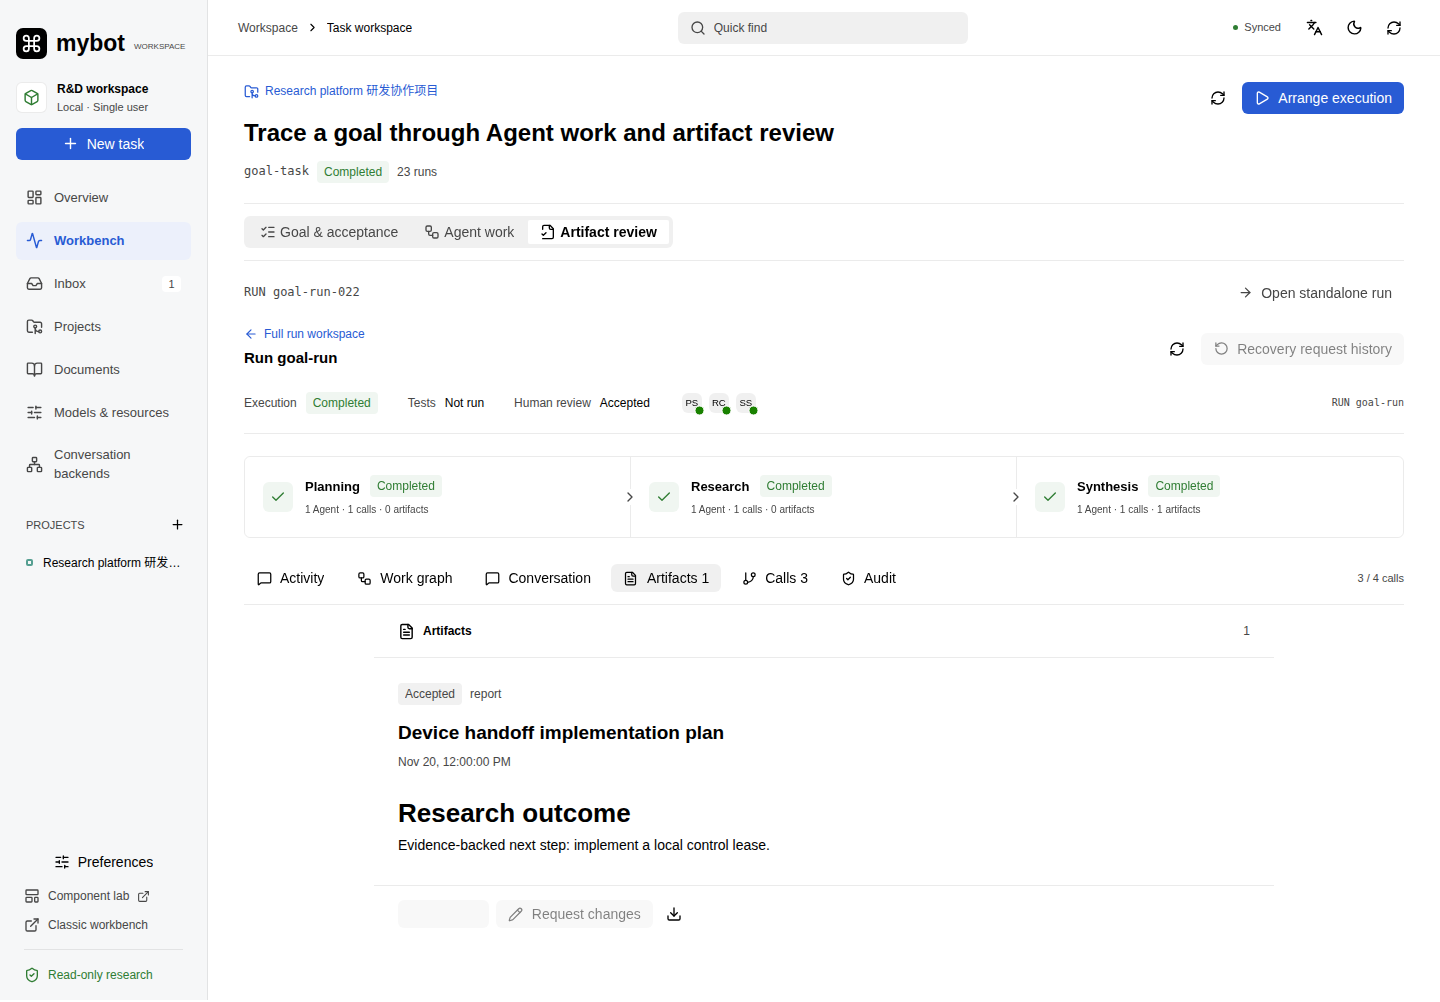 mybot WORKSPACE
R&D workspace
Local · Single user
New task
Overview
Workbench
Inbox 1
Projects
Documents
Models & resources
Conversation
backends
PROJECTS
Research platform 研发…
Preferences
Component lab
Classic workbench
Read-only research
Workspace Task workspace
Quick find
Synced
Research platform 研发协作项目
Arrange execution
Trace a goal through Agent work and artifact review
goal-task Completed 23 runs
Goal & acceptance Agent work Artifact review
RUN goal-run-022
Open standalone run
Full run workspace
Run goal-run
Recovery request history
Execution Completed Tests Not run Human review Accepted PS RC SS RUN goal-run
Planning Completed
1 Agent · 1 calls · 0 artifacts
Research Completed
1 Agent · 1 calls · 0 artifacts
Synthesis Completed
1 Agent · 1 calls · 1 artifacts
Activity Work graph Conversation Artifacts 1 Calls 3 Audit 3 / 4 calls
Artifacts 1
Accepted report
Device handoff implementation plan
Nov 20, 12:00:00 PM
Research outcome
Evidence-backed next step: implement a local control lease.
Request changes